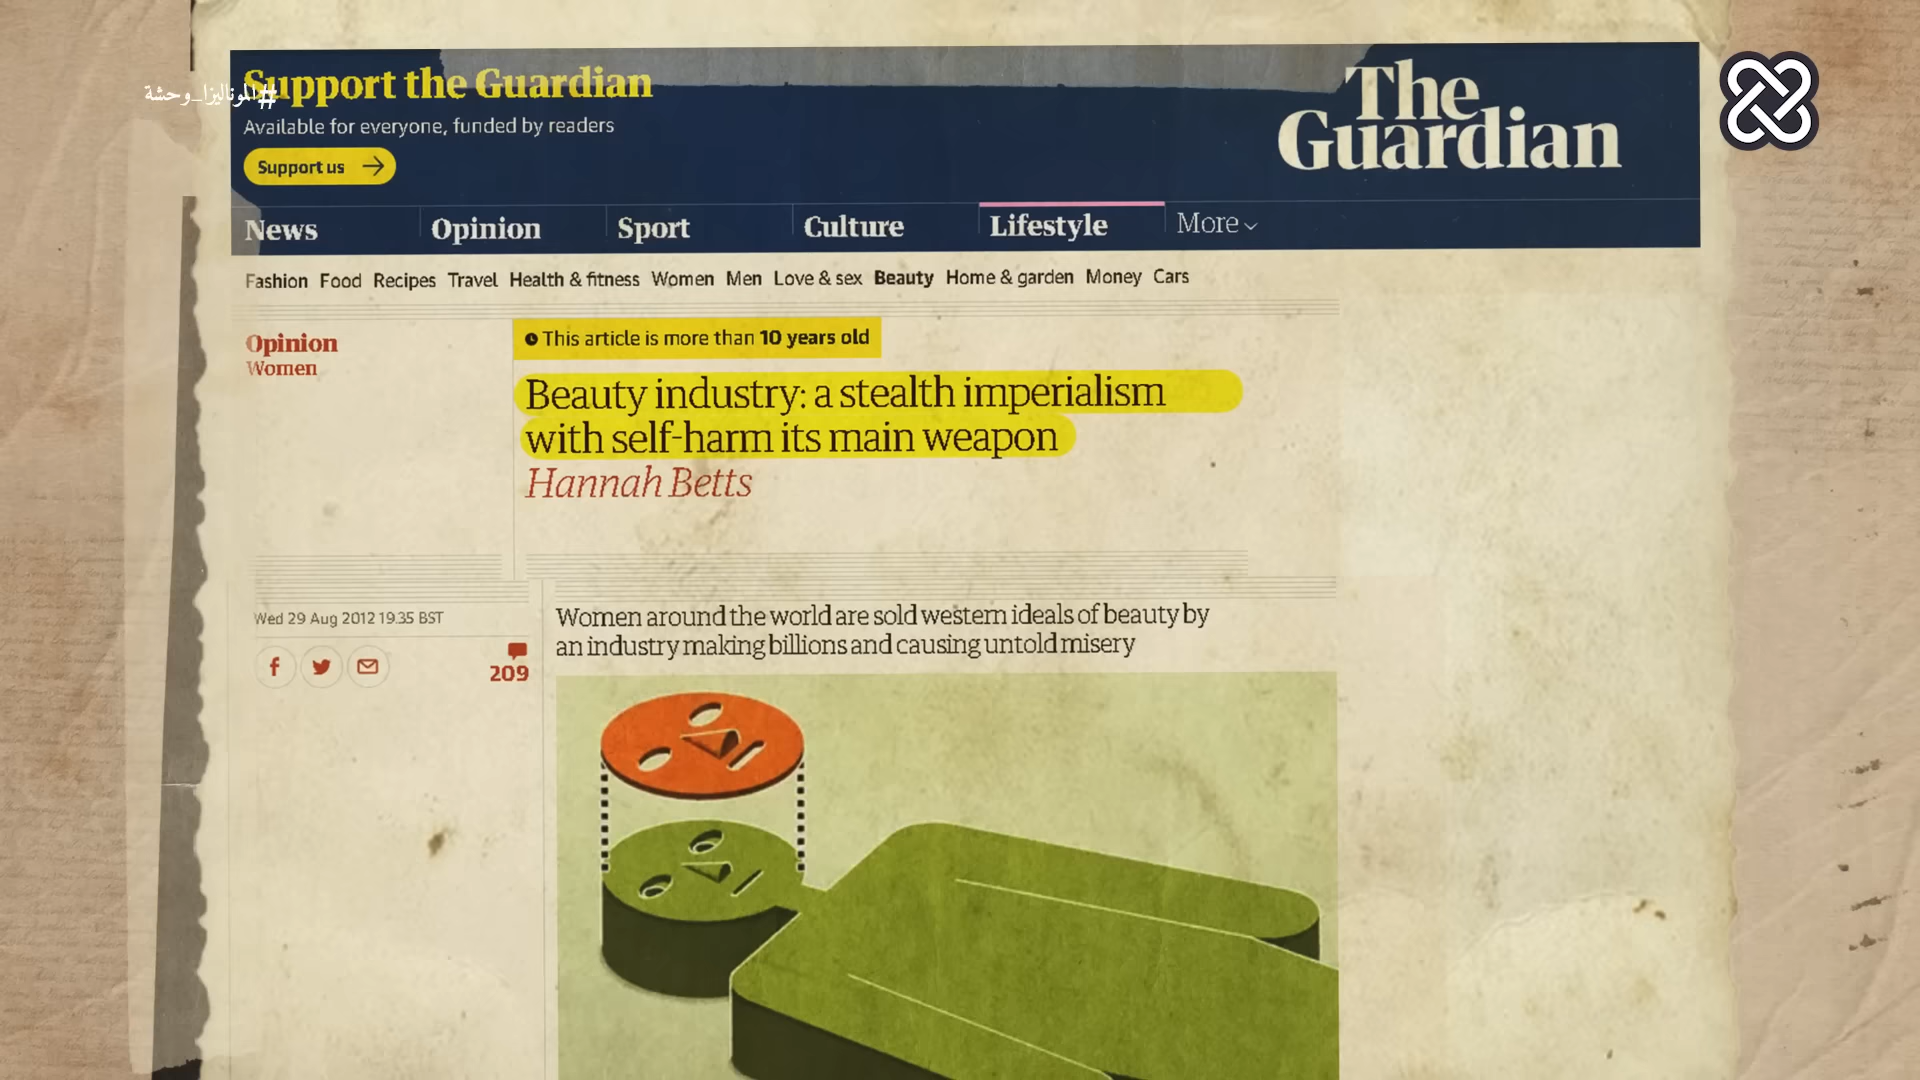 Support the Guardian
#الموناليزا_وحشة
Available for everyone, funded by readers
Support us
The
Guardian
News Opinion Sport Culture Lifestyle More
Fashion Food Recipes Travel Health & fitness Women Men Love & sex Beauty Home & garden Money Cars
Opinion
Women
This article is more than 10 years old
Beauty industry: a stealth imperialism
with self-harm its main weapon
Hannah Betts
Wed 29 Aug 2012 19.35 BST
209
Women around the world are sold western ideals of beauty by
an industry making billions and causing untold misery